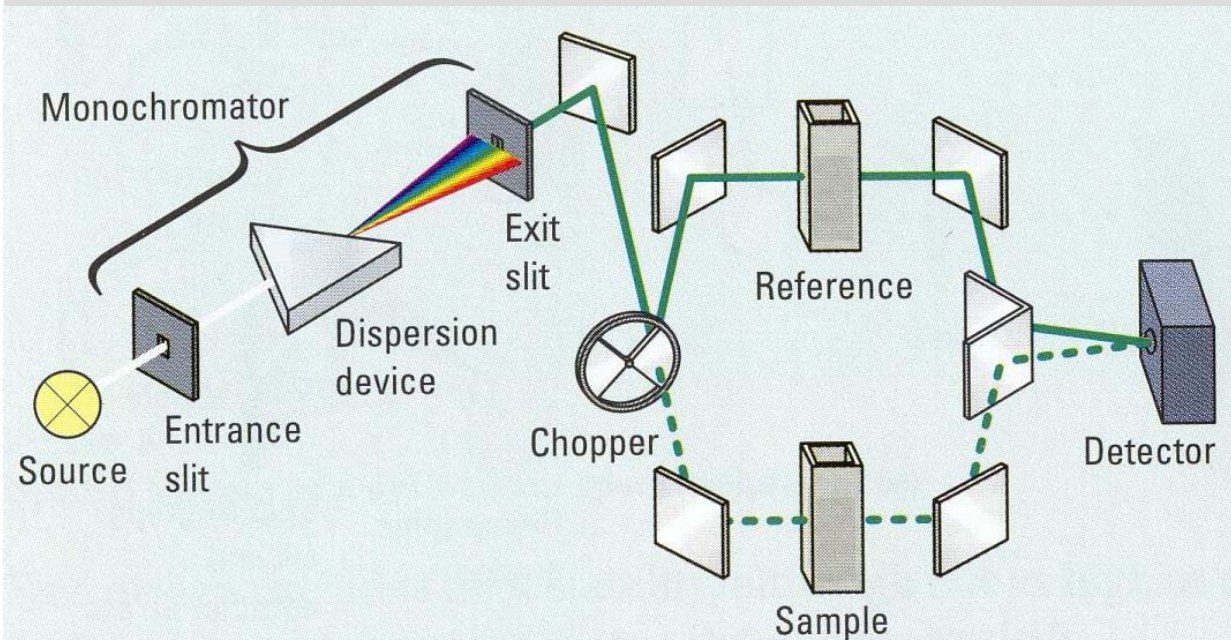 Monochromator
Exit
slit
Reference
Dispersion
device
Entrance
slit
Source
Chopper
Detector
Sample